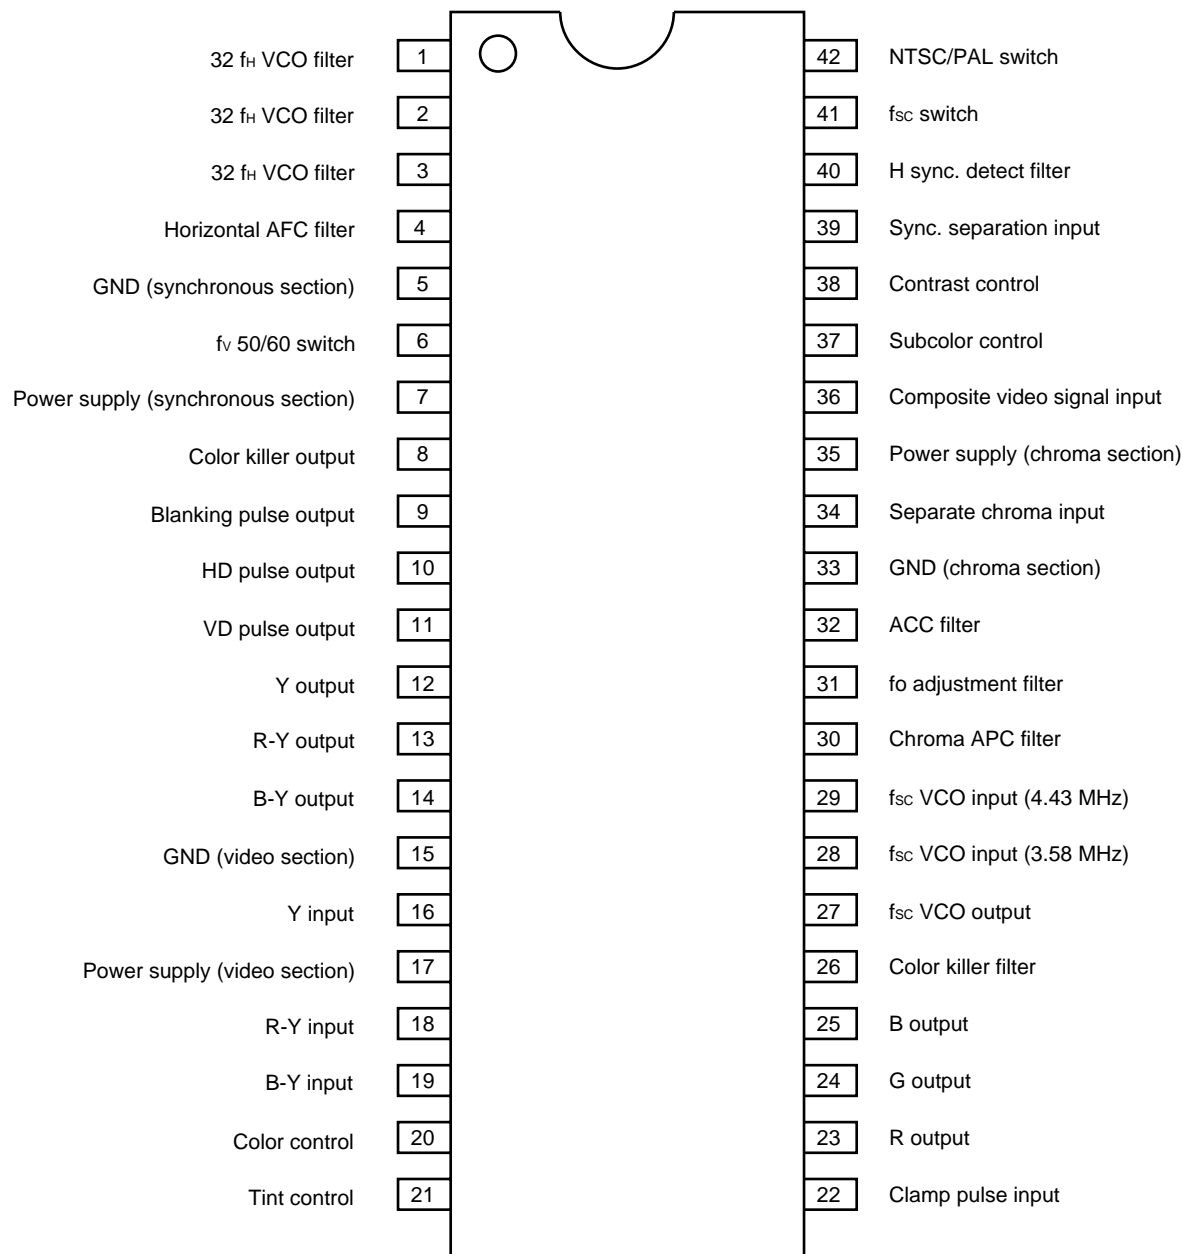 32 fH VCO filter 1 42 NTSC/PAL switch
32 fH VCO filter 2 41 fSC switch
32 fH VCO filter 3 40 H sync. detect filter
Horizontal AFC filter 4 39 Sync. separation input
GND (synchronous section) 5 38 Contrast control
fV 50/60 switch 6 37 Subcolor control
Power supply (synchronous section) 7 36 Composite video signal input
Color killer output 8 35 Power supply (chroma section)
Blanking pulse output 9 34 Separate chroma input
HD pulse output 10 33 GND (chroma section)
VD pulse output 11 32 ACC filter
Y output 12 31 fo adjustment filter
R-Y output 13 30 Chroma APC filter
B-Y output 14 29 fSC VCO input (4.43 MHz)
GND (video section) 15 28 fSC VCO input (3.58 MHz)
Y input 16 27 fSC VCO output
Power supply (video section) 17 26 Color killer filter
R-Y input 18 25 B output
B-Y input 19 24 G output
Color control 20 23 R output
Tint control 21 22 Clamp pulse input